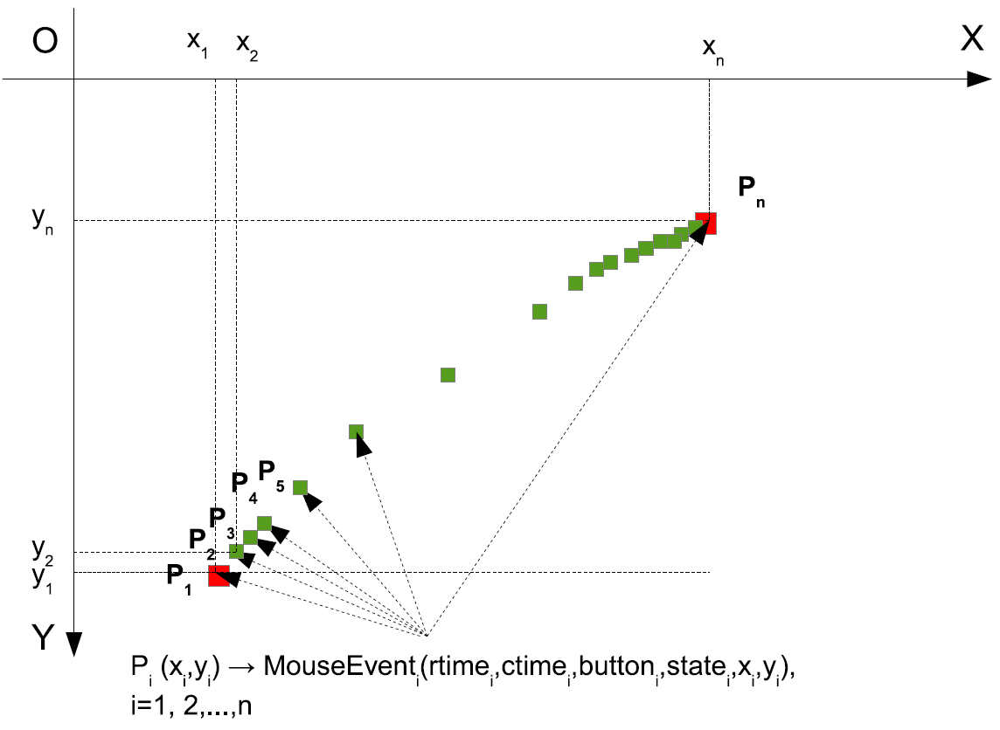 O
x₁ x₂
xₙ
X
Pₙ
yₙ
P₅
P₄
P₃
P₂
y₂
y₁
P₁
Y
Pᵢ (xᵢ,yᵢ) → MouseEventᵢ(rtimeᵢ,ctimeᵢ,buttonᵢ,stateᵢ,xᵢ,yᵢ),
i=1, 2,...,n